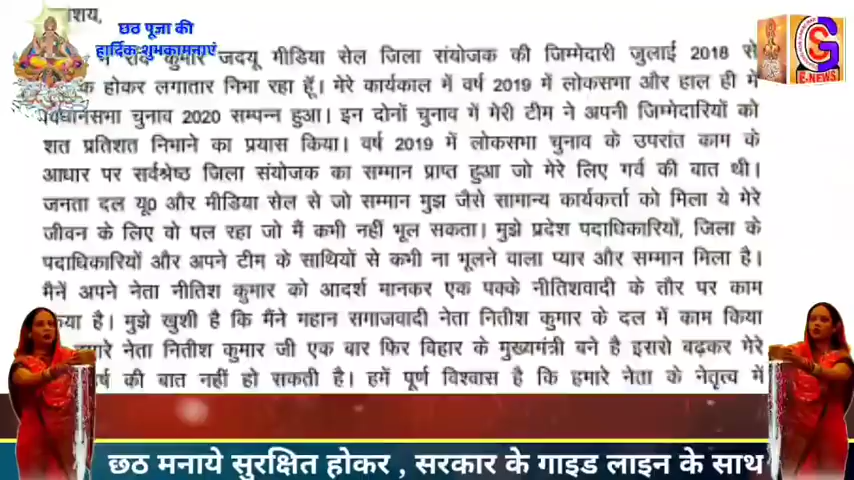 शय,
छठ पूजा की
हार्दिक शुभकामनाएं
कुमार जदयू मीडिया सेल जिला संयोजक की जिम्मेदारी जुलाई 2018 से
क होकर लगातार निभा रहा हूँ। मेरे कार्यकाल में वर्ष 2019 में लोकसभा और हाल ही में
विधानसभा चुनाव 2020 सम्पन्न हुआ। इन दोनों चुनाव में मेरी टीम ने अपनी जिम्मेदारियों को
शत प्रतिशत निभाने का प्रयास किया। वर्ष 2019 में लोकसभा चुनाव के उपरांत काम के
आधार पर सर्वश्रेष्ठ जिला संयोजक का सम्मान प्राप्त हुआ जो मेरे लिए गर्व की बात थी।
जनता दल यू0 और मीडिया सेल से जो सम्मान मुझ जैसे सामान्य कार्यकर्त्ता को मिला ये मेरे
जीवन के लिए वो पल रहा जो मैं कभी नहीं भूल सकता। मुझे प्रदेश पदाधिकारियों, जिला के
पदाधिकारियों और अपने टीम के साथियों से कभी ना भूलने वाला प्यार और सम्मान मिला है।
मैनें अपने नेता नीतिश कुमार को आदर्श मानकर एक पक्के नीतिशवादी के तौर पर काम
किया है। मुझे खुशी है कि मैंने महान समाजवादी नेता नितीश कुमार के दल में काम किया
हमारे नेता नितीश कुमार जी एक बार फिर विहार के मुख्यमंत्री बने है इससे बढ़कर मेरे
र्ष की बात नहीं हो सकती है। हमें पूर्ण विश्वास है कि हमारे नेता के नेतृत्व में
G
E-NEWS
छठ मनाये सुरक्षित होकर , सरकार के गाइड लाइन के साथ